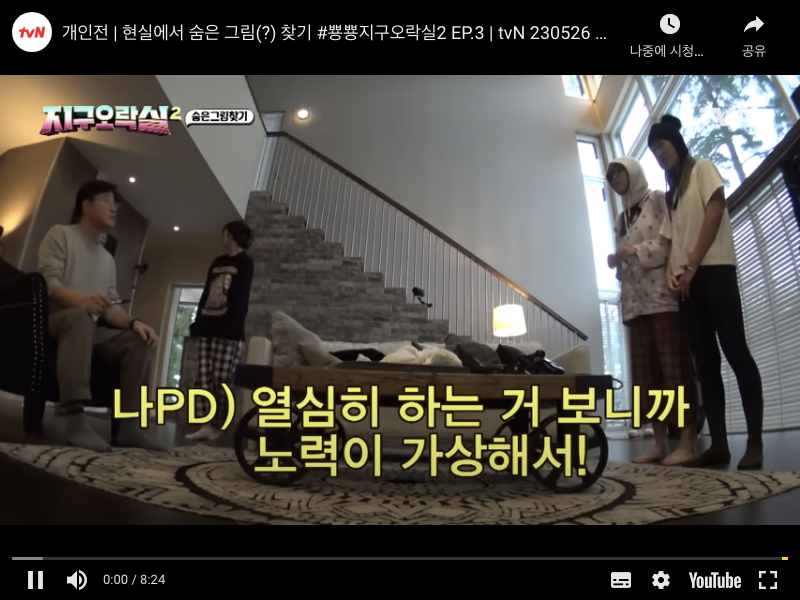 tvN
개인전 | 현실에서 숨은 그림(?) 찾기 #뿅뿅지구오락실2 EP.3 | tvN 230526 …
나중에 시청…
공유
지구오락실2
숨은그림찾기
나PD) 열심히 하는 거 보니까
노력이 가상해서!
0:00 / 8:24
YouTube